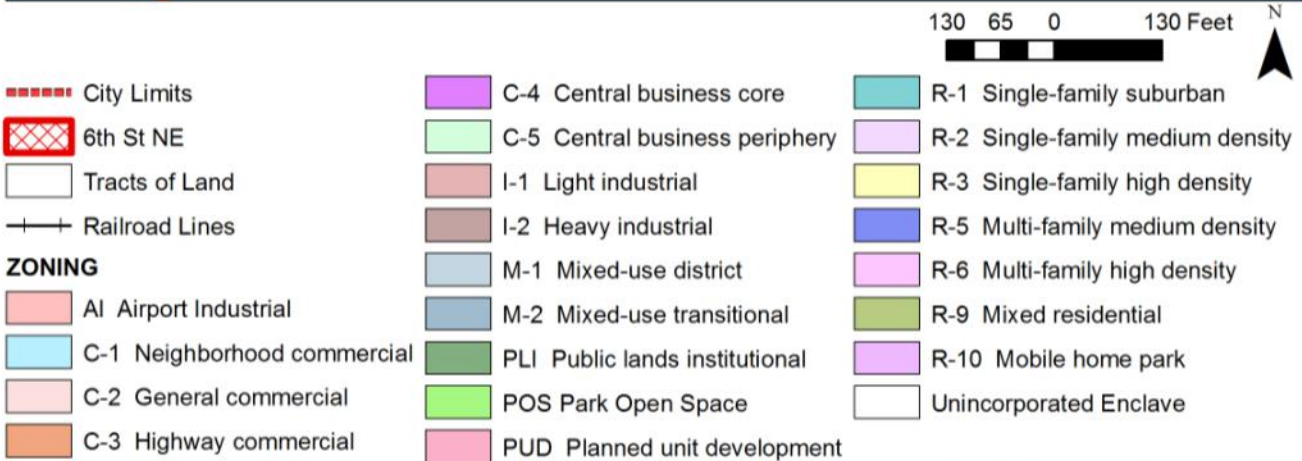 130 65 0 130 Feet
N
City Limits
6th St NE
Tracts of Land
Railroad Lines
ZONING
AI Airport Industrial
C-1 Neighborhood commercial
C-2 General commercial
C-3 Highway commercial
C-4 Central business core
C-5 Central business periphery
I-1 Light industrial
I-2 Heavy industrial
M-1 Mixed-use district
M-2 Mixed-use transitional
PLI Public lands institutional
POS Park Open Space
PUD Planned unit development
R-1 Single-family suburban
R-2 Single-family medium density
R-3 Single-family high density
R-5 Multi-family medium density
R-6 Multi-family high density
R-9 Mixed residential
R-10 Mobile home park
Unincorporated Enclave